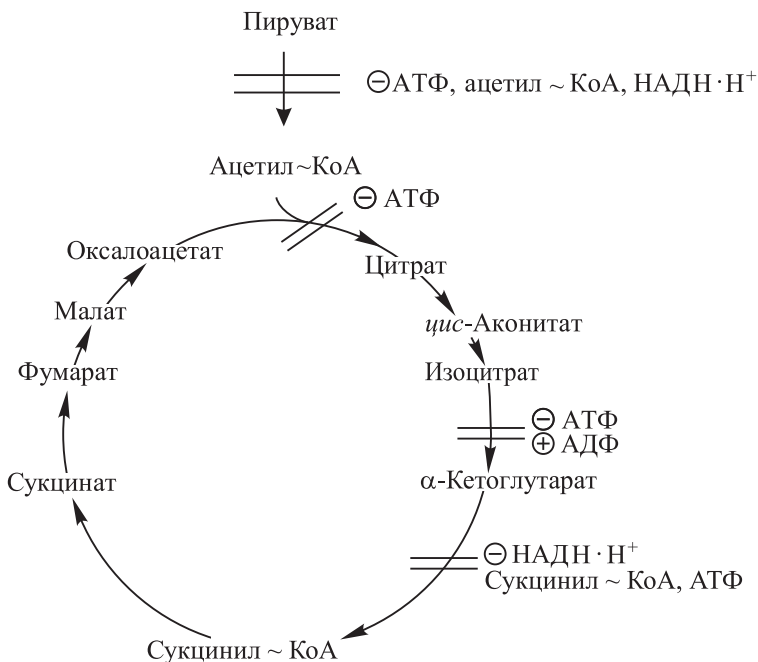 Пируват
⊖АТФ, ацетил ~ КоА, НАДН·Н⁺
Ацетил~КоА
⊖ АТФ
Оксалоацетат
Цитрат
Малат
цис-Аконитат
Фумарат
Изоцитрат
⊖ АТФ
⊕ АДФ
Сукцинат
α-Кетоглутарат
⊖ НАДН·Н⁺
Сукцинил ~ КоА, АТФ
Сукцинил ~ КоА